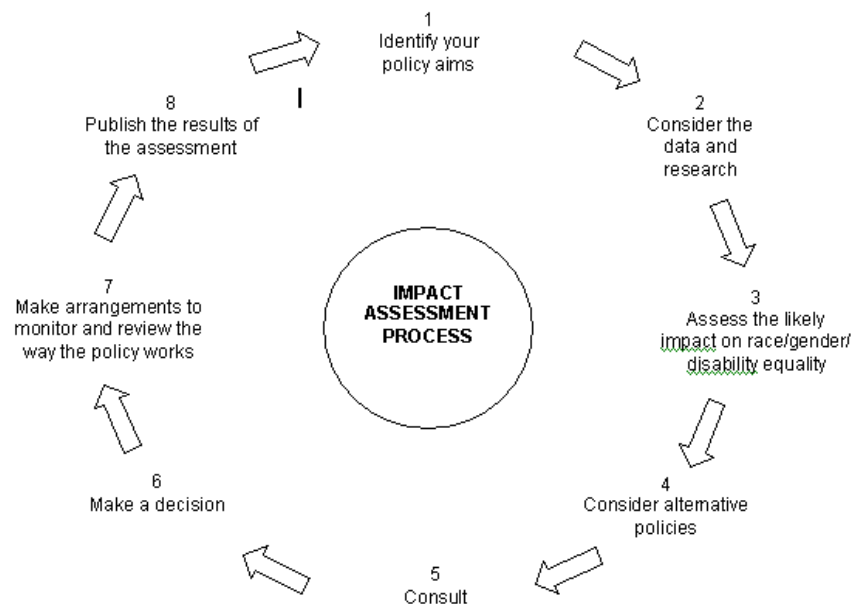 1
Identify your
policy aims
2
Consider the
data and
research
3
Assess the likely
impact on race/gender/
disability equality
4
Consider alternative
policies
5
Consult
6
Make a decision
7
Make arrangements to
monitor and review the
way the policy works
8
Publish the results of
the assessment
IMPACT
ASSESSMENT
PROCESS